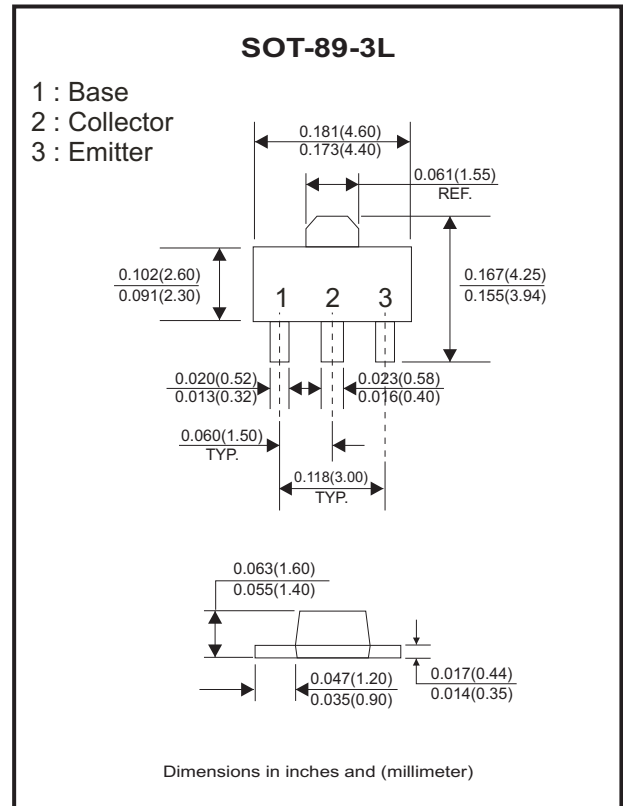 SOT-89-3L
1 : Base
2 : Collector
3 : Emitter
0.181(4.60)
0.173(4.40)
0.061(1.55)
REF.
0.102(2.60)
0.091(2.30)
0.167(4.25)
0.155(3.94)
1 2 3
0.020(0.52)
0.013(0.32)
0.023(0.58)
0.016(0.40)
0.060(1.50)
TYP.
0.118(3.00)
TYP.
0.063(1.60)
0.055(1.40)
0.047(1.20)
0.035(0.90)
0.017(0.44)
0.014(0.35)
Dimensions in inches and (millimeter)